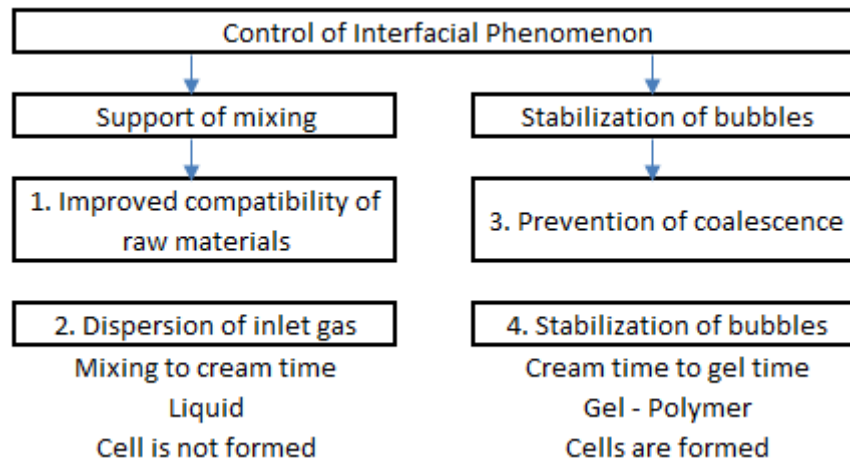 Control of Interfacial Phenomenon
Support of mixing
Stabilization of bubbles
1. Improved compatibility of
raw materials
3. Prevention of coalescence
2. Dispersion of inlet gas
4. Stabilization of bubbles
Mixing to cream time
Liquid
Cell is not formed
Cream time to gel time
Gel - Polymer
Cells are formed